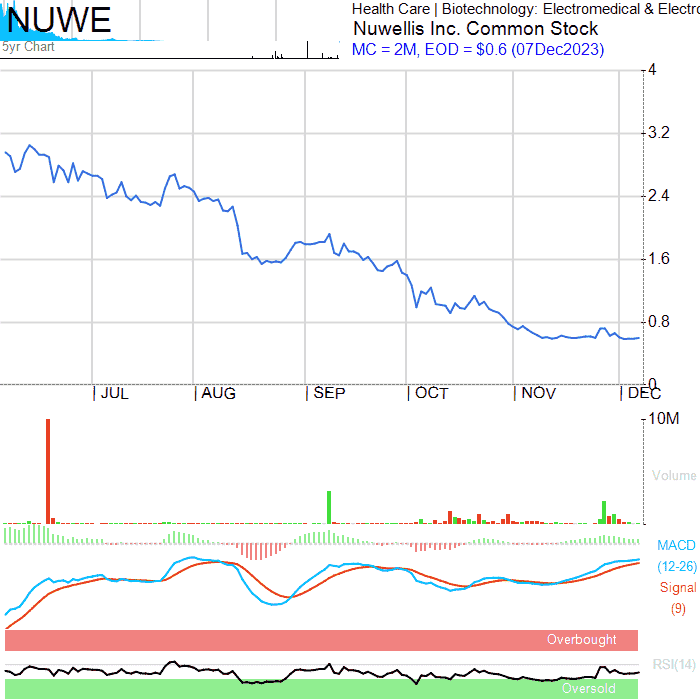 NUWE
5yr Chart
Health Care | Biotechnology: Electromedical & Electro
Nuwellis Inc. Common Stock
MC = 2M, EOD = $0.6 (07Dec2023)
4
3.2
2.4
1.6
0.8
0
JUL
AUG
SEP
OCT
NOV
DEC
10M
Volume
MACD
(12-26)
Signal
(9)
Overbought
RSI(14)
Oversold